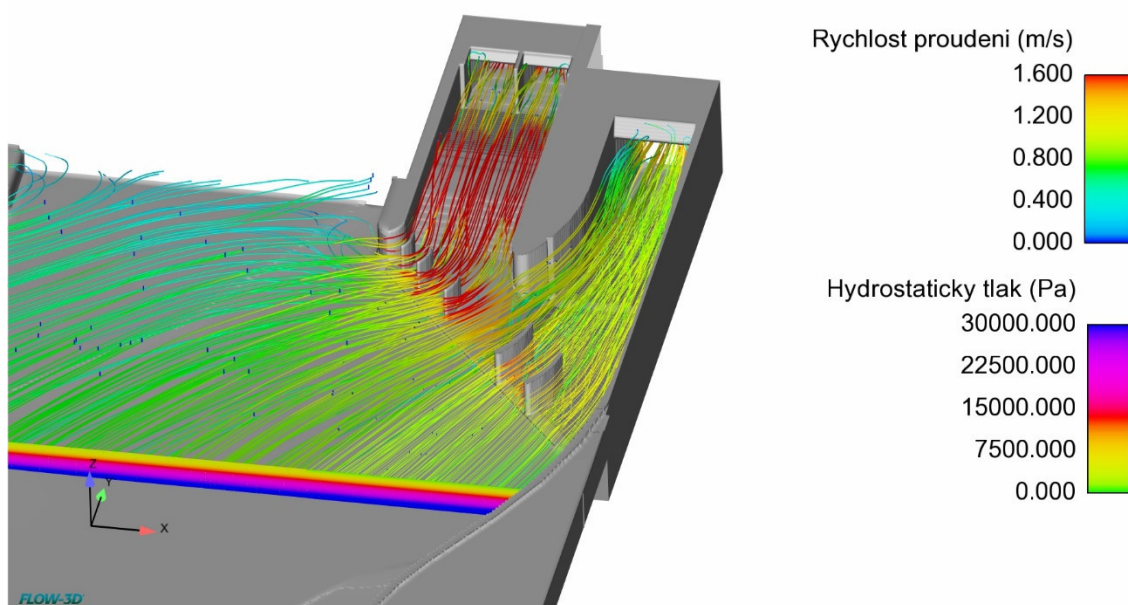 Rychlost proudeni (m/s)
1.600
1.200
0.800
0.400
0.000
Hydrostaticky tlak (Pa)
30000.000
22500.000
15000.000
7500.000
0.000
Z
Y
X
FLOW-3D